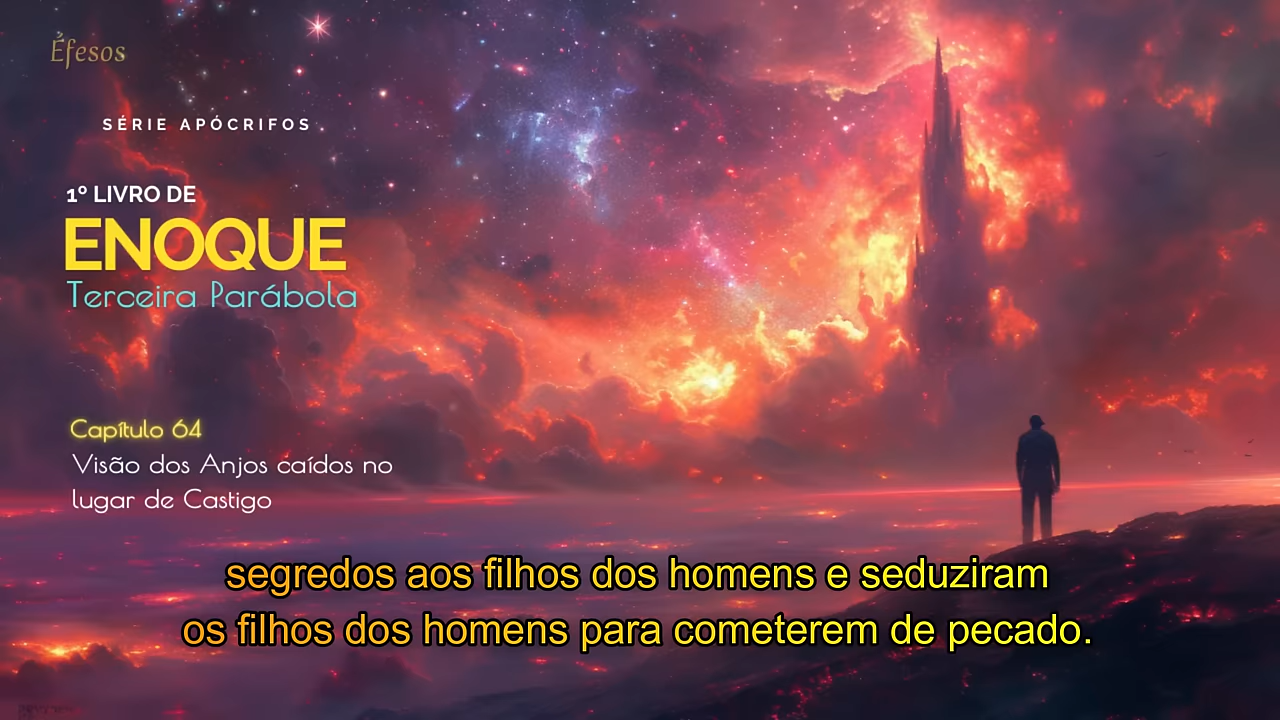 Éfesos
SÉRIE APÓCRIFOS
1º LIVRO DE
ENOQUE
Terceira Parábola
Capítulo 64
Visão dos Anjos caídos no
lugar de Castigo
segredos aos filhos dos homens e seduziram
os filhos dos homens para cometerem de pecado.